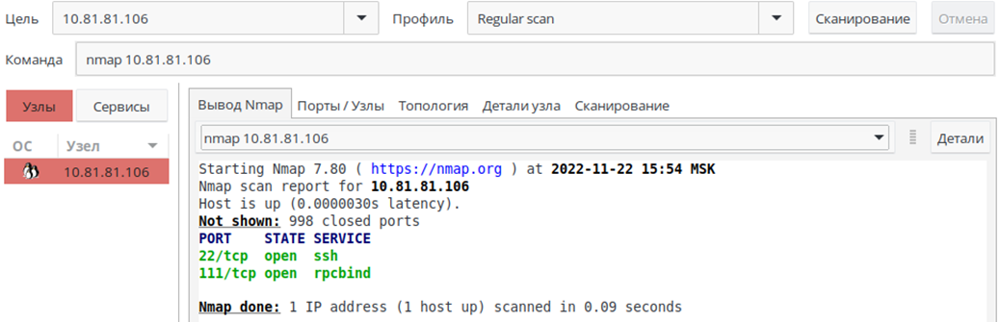 Цель 10.81.81.106 Профиль Regular scan Сканирование Отмена
Команда nmap 10.81.81.106
Узлы Сервисы
ОС Узел
10.81.81.106
Вывод Nmap Порты / Узлы Топология Детали узла Сканирование
nmap 10.81.81.106 Детали
Starting Nmap 7.80 ( https://nmap.org ) at 2022-11-22 15:54 MSK
Nmap scan report for 10.81.81.106
Host is up (0.0000030s latency).
Not shown: 998 closed ports
PORT    STATE SERVICE
22/tcp  open  ssh
111/tcp open  rpcbind
Nmap done: 1 IP address (1 host up) scanned in 0.09 seconds